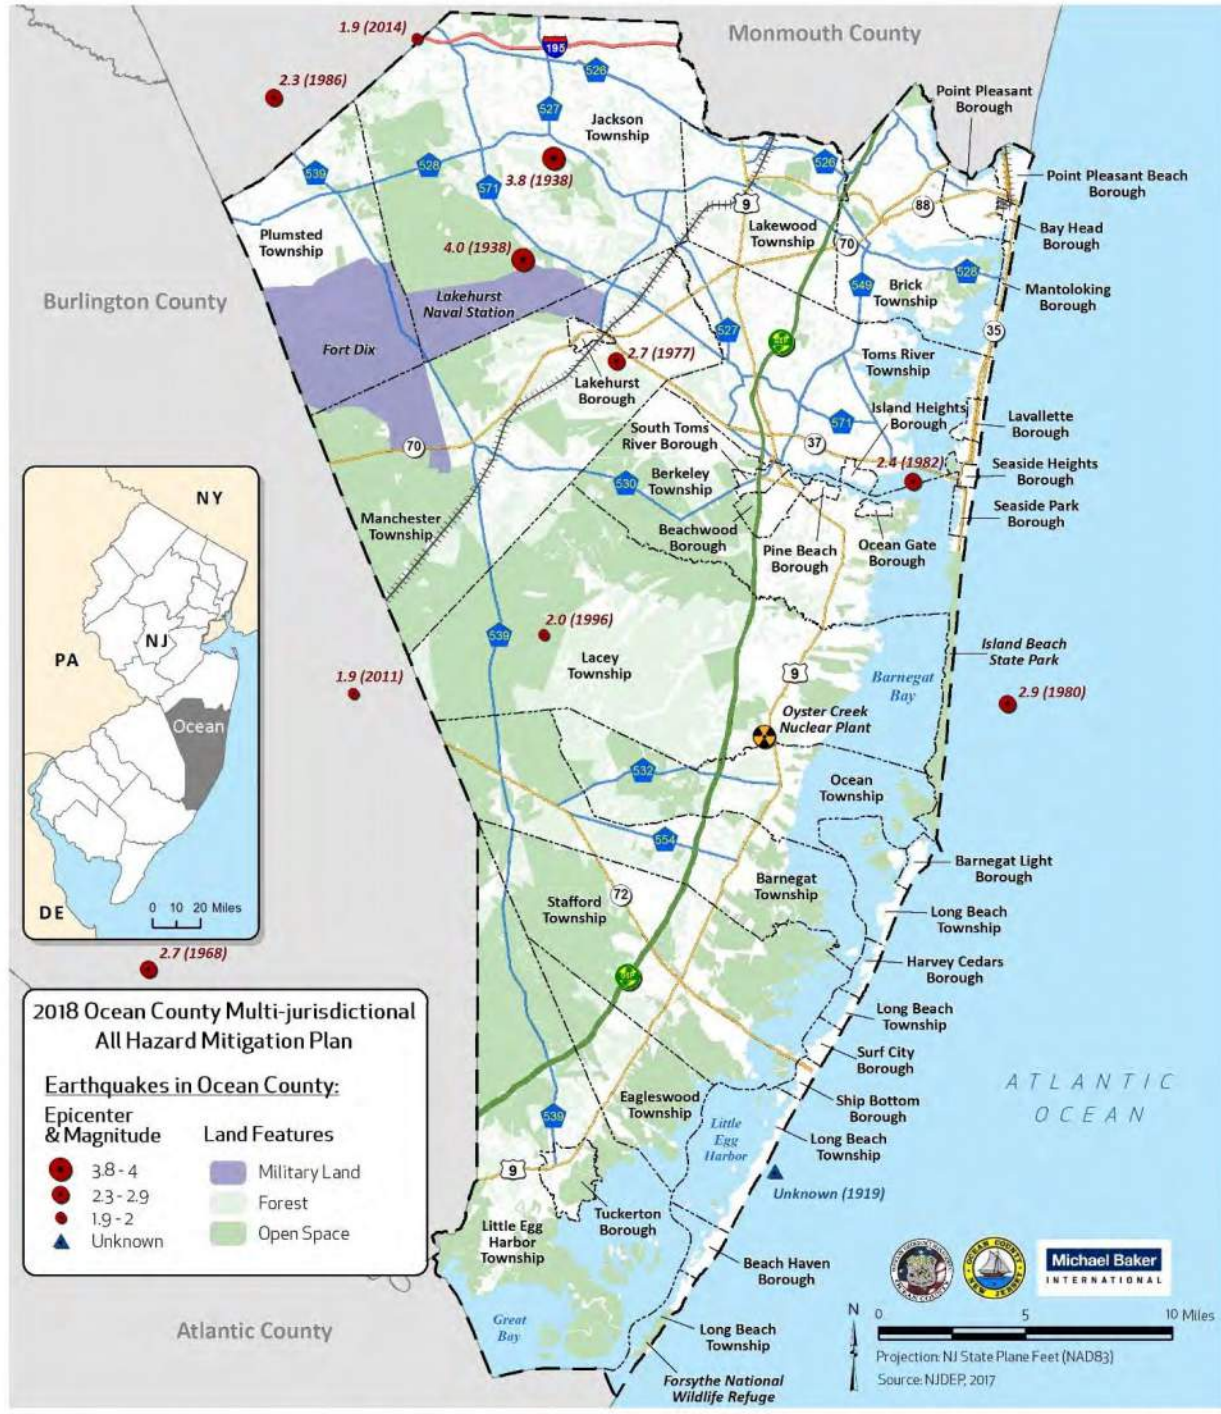 1.9 (2014)
Monmouth County
195
2.3 (1986)
526
527
Point Pleasant
Borough
Jackson
Township
539
528
571
3.8 (1938)
526
Point Pleasant Beach
Borough
9
88
Plumsted
Township
Lakewood
Township
70
Bay Head
Borough
4.0 (1938)
528
Burlington County
Lakehurst
Naval Station
549
Brick
Township
Mantoloking
Borough
Fort Dix
527
35
2.7 (1977)
Toms River
Township
Lakehurst
Borough
Island Heights
Borough
571
Lavallette
Borough
South Toms
River Borough
37
70
2.4 (1982)
Seaside Heights
Borough
Berkeley
Township
530
Seaside Park
Borough
Manchester
Township
Beachwood
Borough
Pine Beach
Borough
Ocean Gate
Borough
NY
NJ
PA
Ocean
DE
0 10 20 Miles
539
2.0 (1996)
Lacey
Township
Island Beach
State Park
1.9 (2011)
9
Barnegat
Bay
2.9 (1980)
Oyster Creek
Nuclear Plant
532
Ocean
Township
554
Barnegat Light
Borough
Barnegat
Township
72
Stafford
Township
Long Beach
Township
2.7 (1968)
Harvey Cedars
Borough
Long Beach
Township
Surf City
Borough
ATLANTIC
OCEAN
Eagleswood
Township
Ship Bottom
Borough
539
Little
Egg
Harbor
Long Beach
Township
9
Unknown (1919)
Tuckerton
Borough
Little Egg
Harbor
Township
Beach Haven
Borough
Great
Bay
Long Beach
Township
Forsythe National
Wildlife Refuge
Atlantic County
2018 Ocean County Multi-jurisdictional
All Hazard Mitigation Plan
Earthquakes in Ocean County:
Epicenter
& Magnitude
3.8 - 4
2.3 - 2.9
1.9 - 2
Unknown
Land Features
Military Land
Forest
Open Space
OCEAN COUNTY
NEW JERSEY
Michael Baker
INTERNATIONAL
N
0 5 10 Miles
Projection: NJ State Plane Feet (NAD83)
Source: NJDEP, 2017